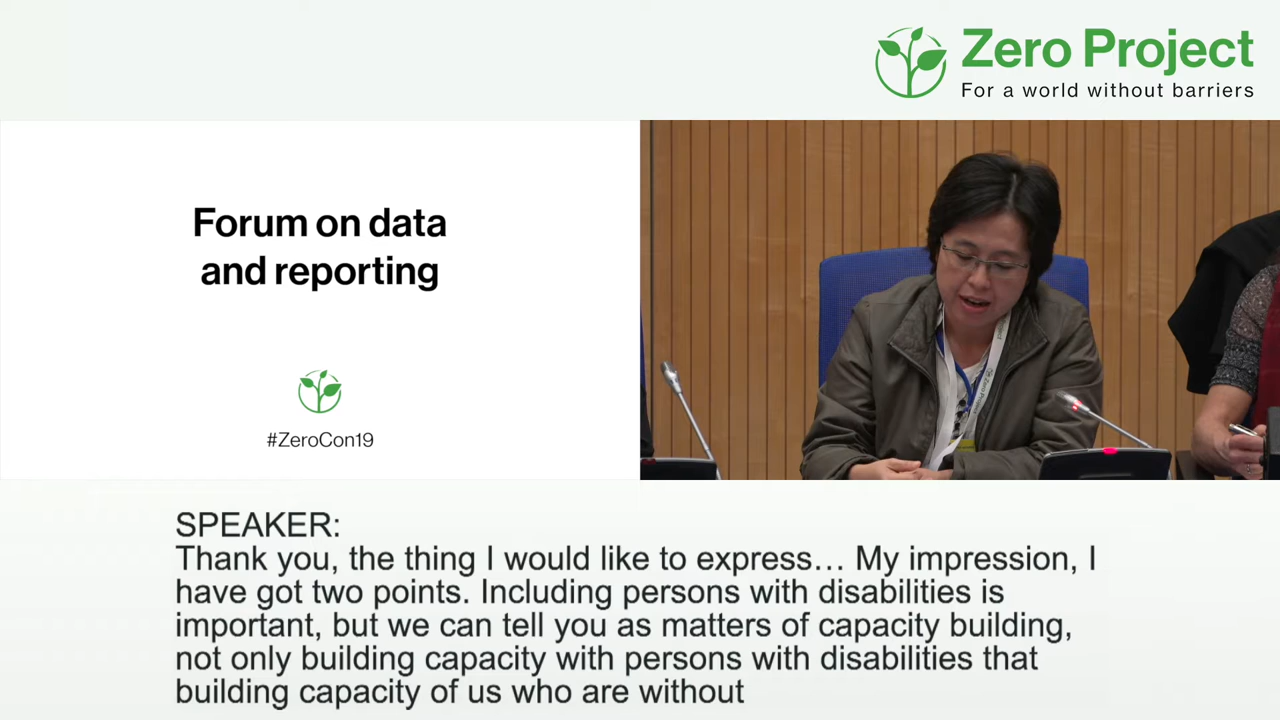 Zero Project
For a world without barriers
Forum on data
and reporting
#ZeroCon19
SPEAKER:
Thank you, the thing I would like to express… My impression, I
have got two points. Including persons with disabilities is
important, but we can tell you as matters of capacity building,
not only building capacity with persons with disabilities that
building capacity of us who are without
Zero Project